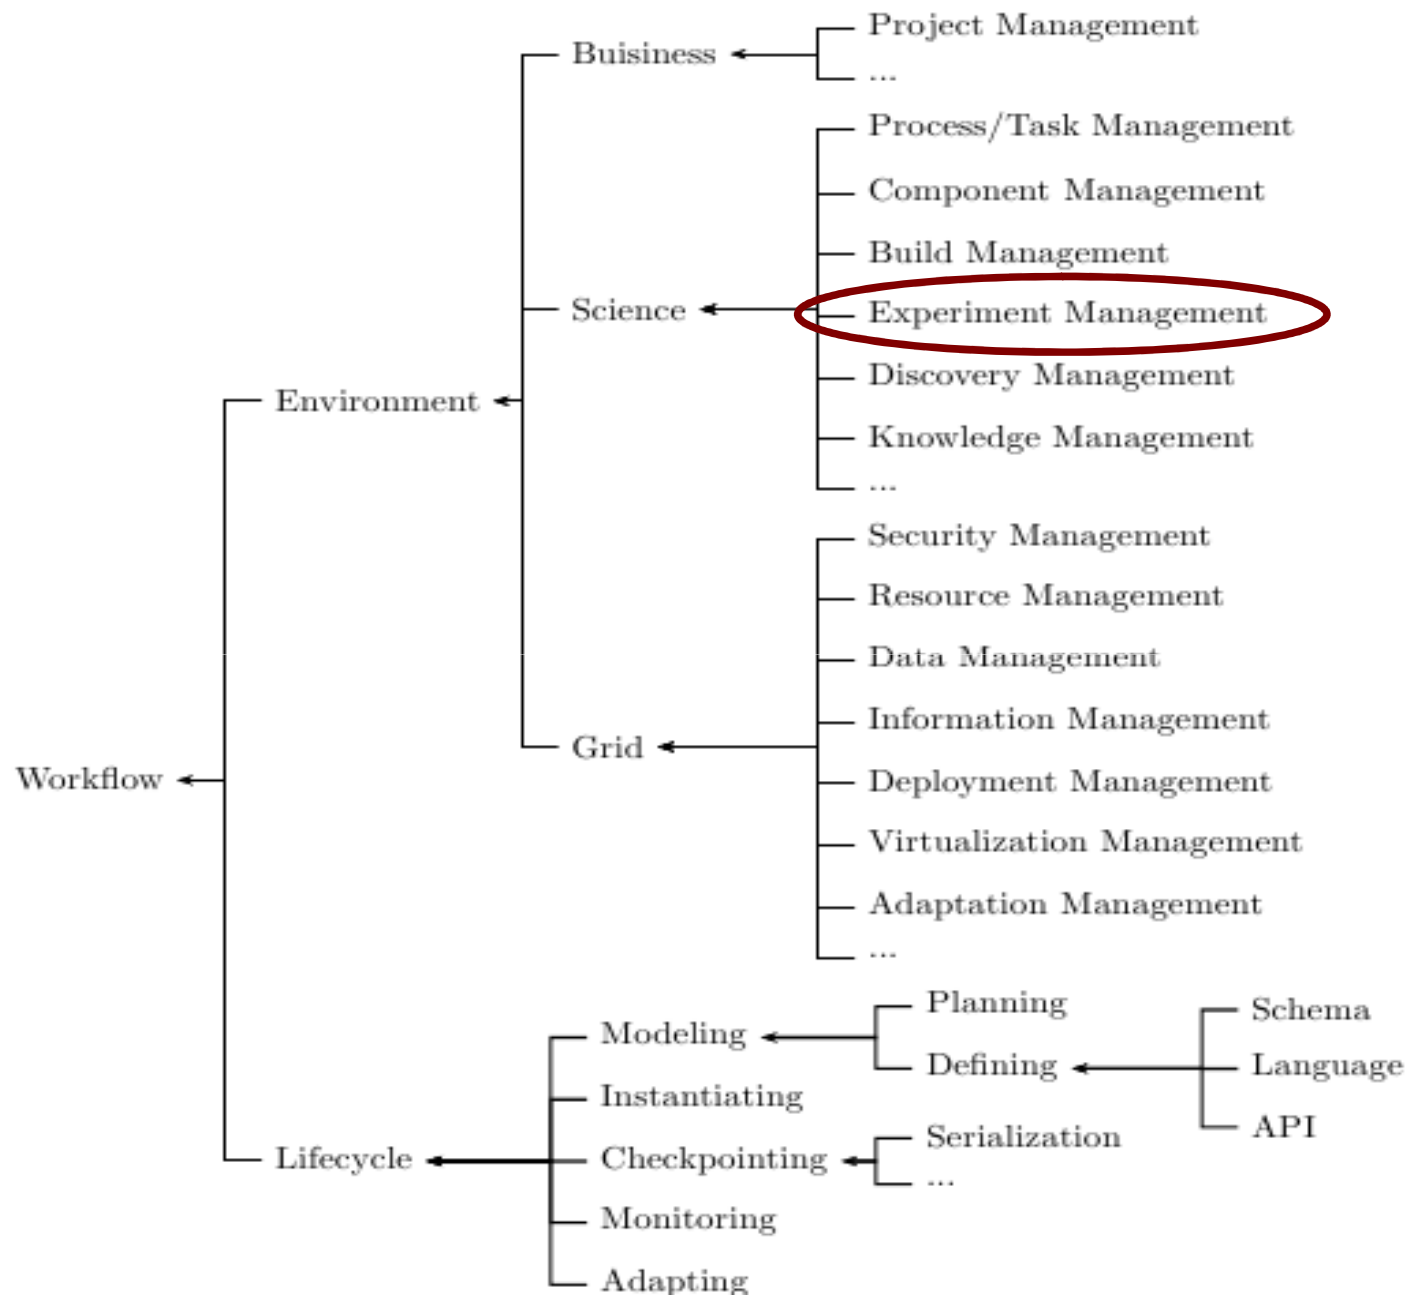 Project Management
Buisiness
...
Process/Task Management
Component Management
Build Management
Science
Experiment Management
Discovery Management
Environment
Knowledge Management
...
Security Management
Resource Management
Data Management
Information Management
Grid
Workflow
Deployment Management
Virtualization Management
Adaptation Management
...
Planning
Schema
Modeling
Defining
Language
Instantiating
API
Serialization
Lifecycle
Checkpointing
...
Monitoring
Adapting